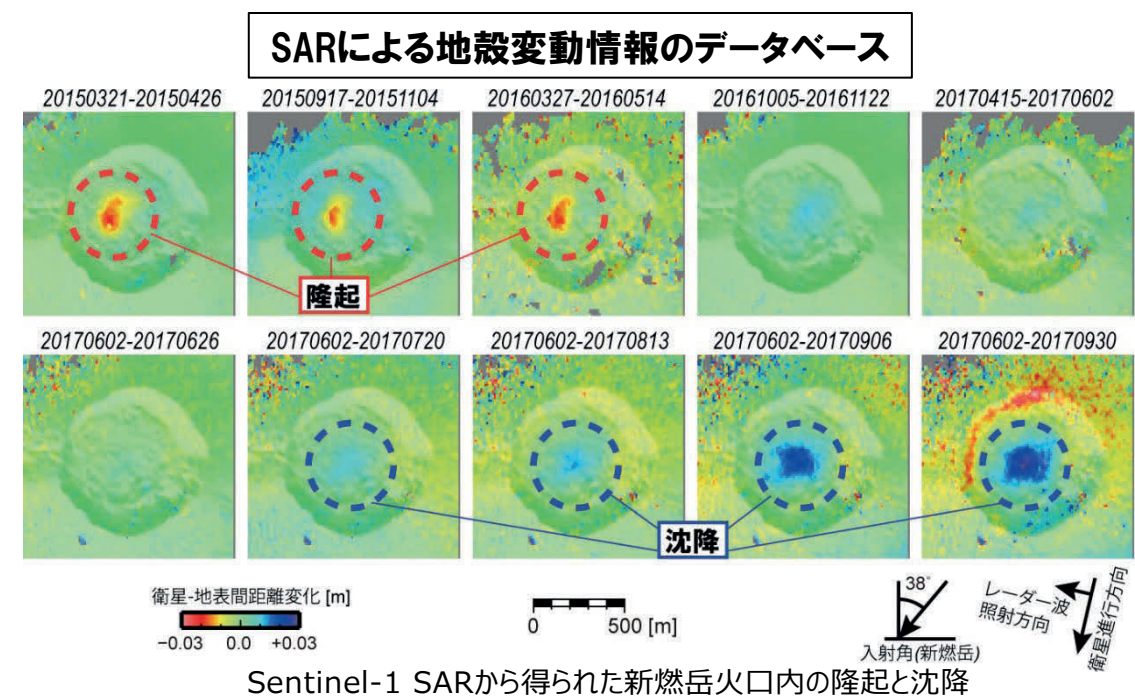 SARによる地殻変動情報のデータベース
20150321-20150426
20150917-20151104
20160327-20160514
20161005-20161122
20170415-20170602
隆起
20170602-20170626
20170602-20170720
20170602-20170813
20170602-20170906
20170602-20170930
沈降
衛星-地表間距離変化 [m]
−0.03 0.0 +0.03
0 500 [m]
38°
入射角(新燃岳)
レーダー波
照射方向
衛星進行方向
Sentinel-1 SARから得られた新燃岳火口内の隆起と沈降